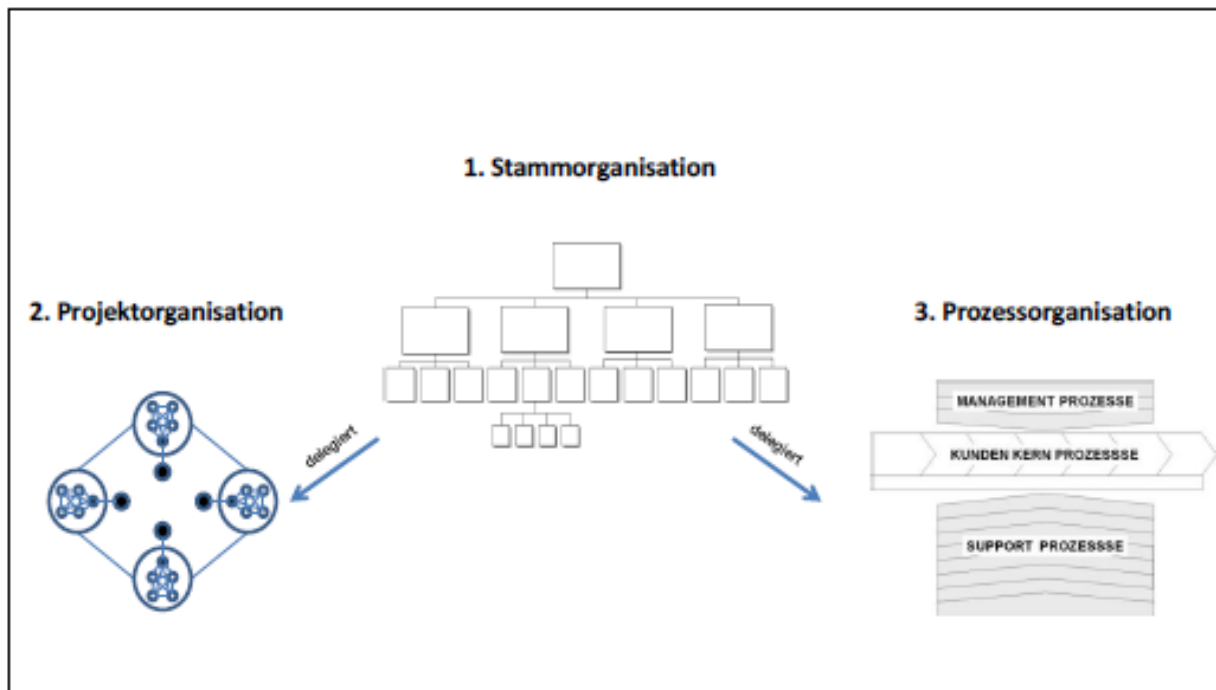 1. Stammorganisation
2. Projektorganisation
3. Prozessorganisation
delegiert
delegiert
MANAGEMENT PROZESSE
KUNDEN KERN PROZESSSE
SUPPORT PROZESSSE